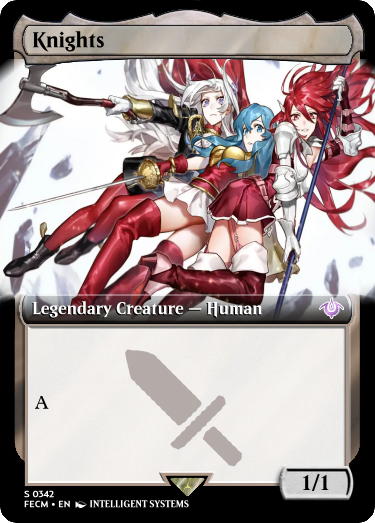 Knights
Legendary Creature — Human
A
1/1
S 0342
FECM • EN INTELLIGENT SYSTEMS